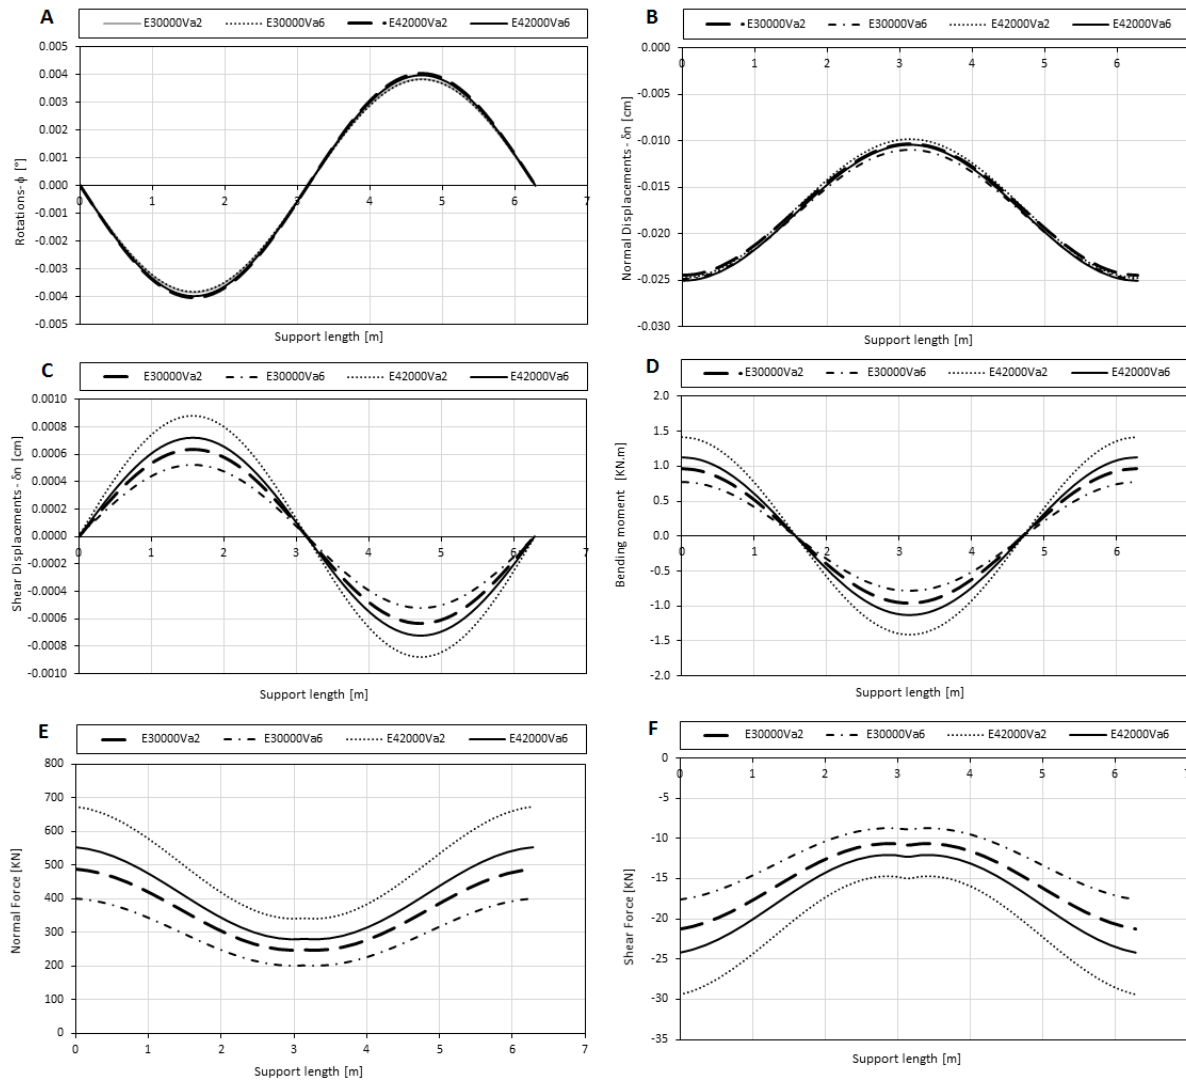 A
E30000Va2 E30000Va6 E42000Va2 E42000Va6
0.005
0.004
0.003
0.002
0.001
0.000
-0.001
-0.002
-0.003
-0.004
-0.005
0 1 2 3 4 5 6 7
Rotations- ϕ [°]
Support length [m]
B
E30000Va2 E30000Va6 E42000Va2 E42000Va6
0.000
-0.005
-0.010
-0.015
-0.020
-0.025
-0.030
0 1 2 3 4 5 6 7
Normal Displacements - δn [cm]
Support length [m]
C
E30000Va2 E30000Va6 E42000Va2 E42000Va6
0.0010
0.0008
0.0006
0.0004
0.0002
0.0000
-0.0002
-0.0004
-0.0006
-0.0008
-0.0010
0 1 2 3 4 5 6 7
Shear Displacements - δn [cm]
Support length [m]
D
E30000Va2 E30000Va6 E42000Va2 E42000Va6
2.0
1.5
1.0
0.5
0.0
-0.5
-1.0
-1.5
-2.0
0 1 2 3 4 5 6 7
Bending moment [KN.m]
Support length [m]
E
E30000Va2 E30000Va6 E42000Va2 E42000Va6
800
700
600
500
400
300
200
100
0
0 1 2 3 4 5 6 7
Normal Force [KN]
Support length [m]
F
E30000Va2 E30000Va6 E42000Va2 E42000Va6
0
-5
-10
-15
-20
-25
-30
-35
0 1 2 3 4 5 6 7
Shear Force [KN]
Support length [m]